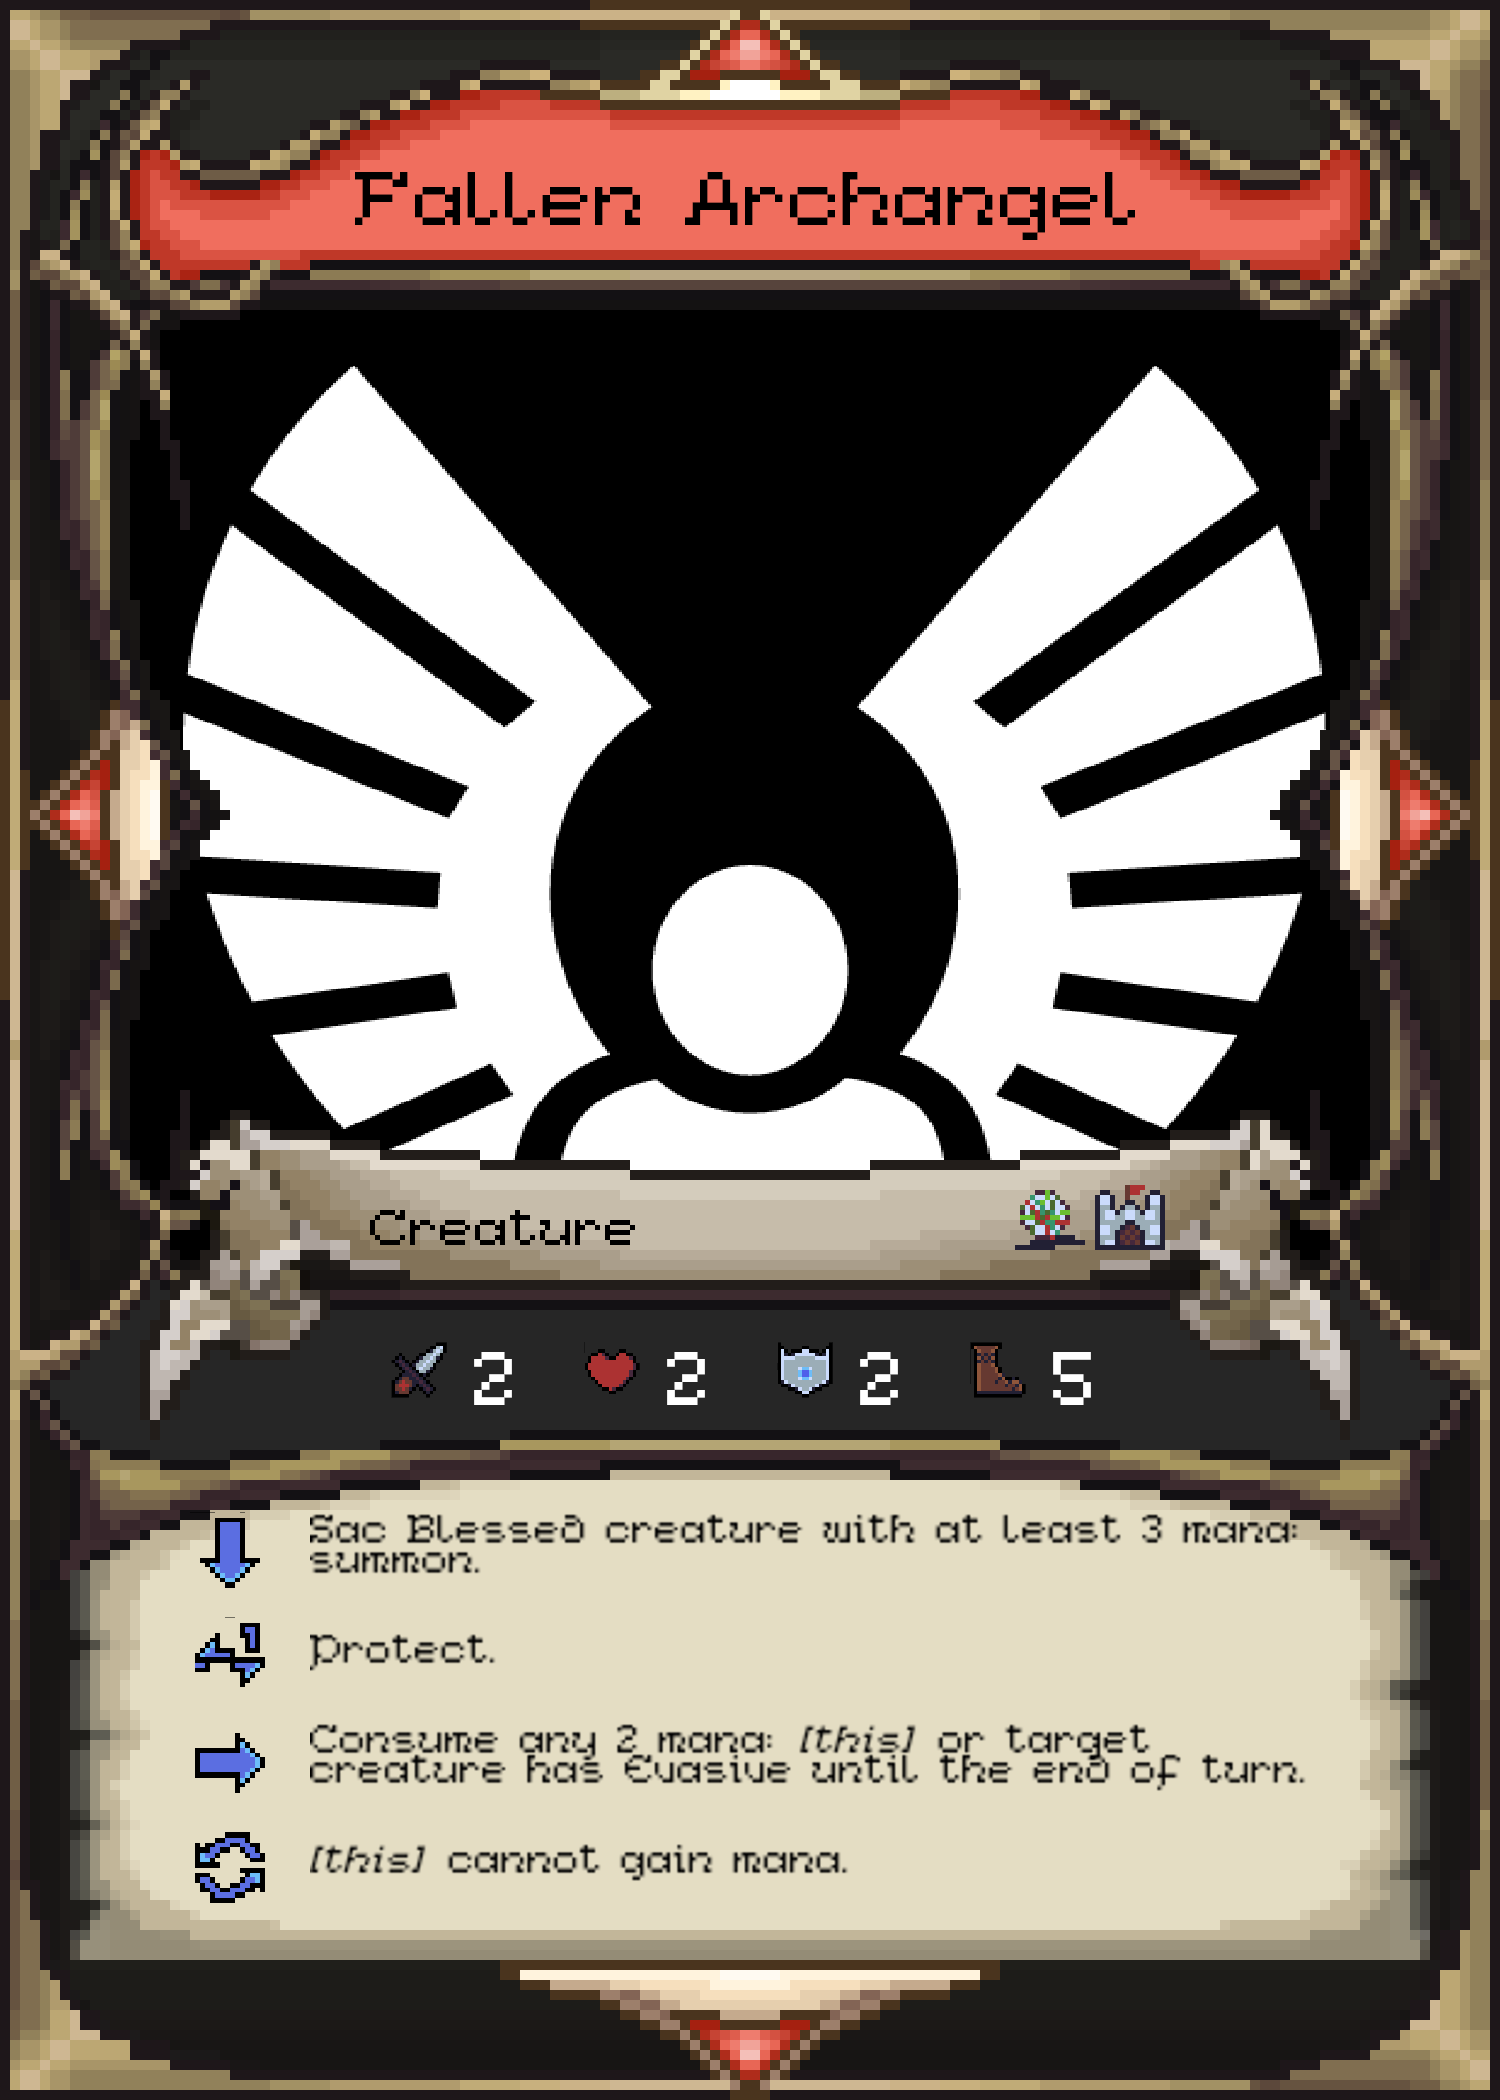 Fallen Archangel
Creature
2 2 2 5
Sac Blessed creature with at least 3 mana:
summon.
Protect.
Consume any 2 mana: [this] or target
creature has Evasive until the end of turn.
[this] cannot gain mana.